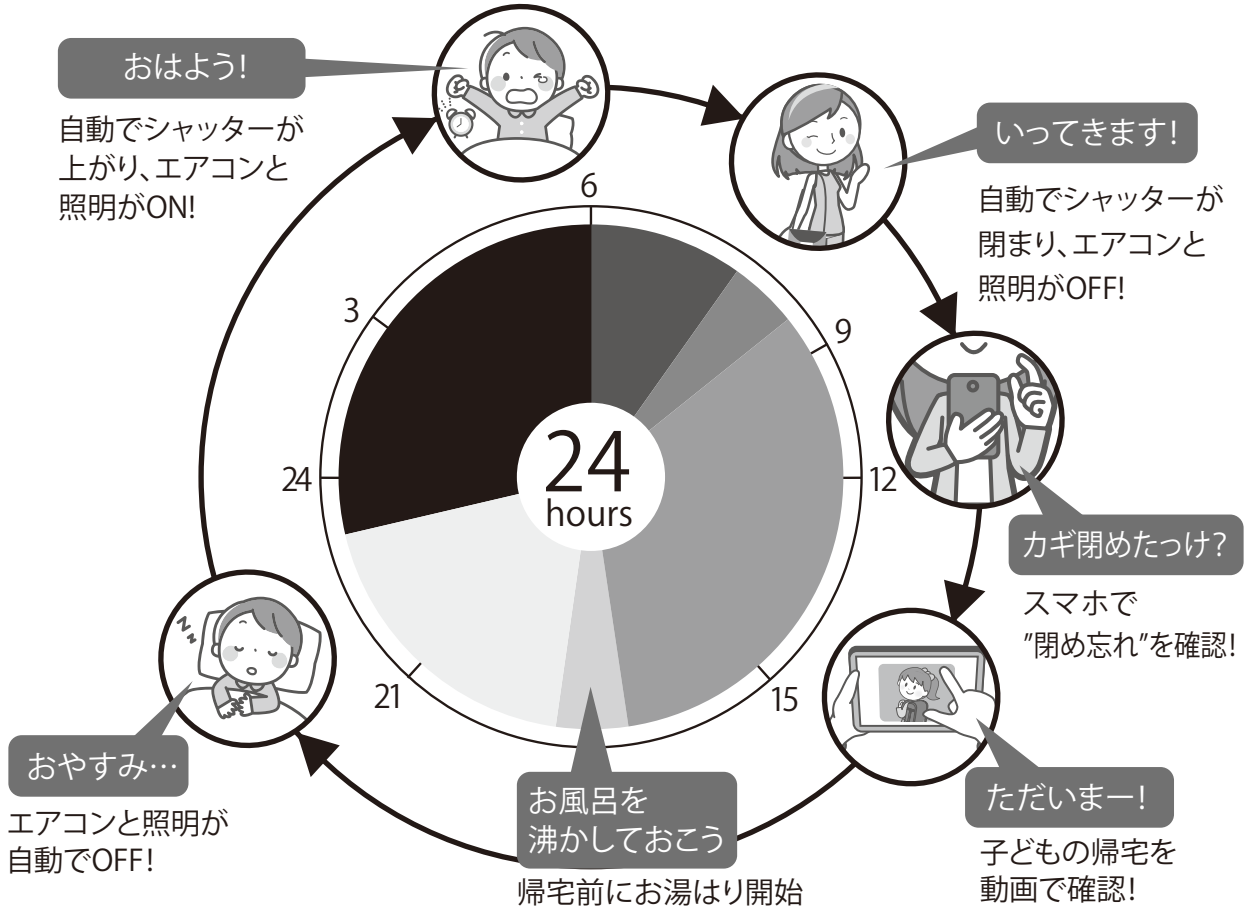 おはよう!
自動でシャッターが
上がり、エアコンと
照明がON!
いってきます!
自動でシャッターが
閉まり、エアコンと
照明がOFF!
カギ閉めたっけ?
スマホで
"閉め忘れ"を確認!
ただいまー!
子どもの帰宅を
動画で確認!
お風呂を
沸かしておこう
帰宅前にお湯はり開始
おやすみ…
エアコンと照明が
自動でOFF!
zzz
6
9
12
15
21
24
3
24
hours